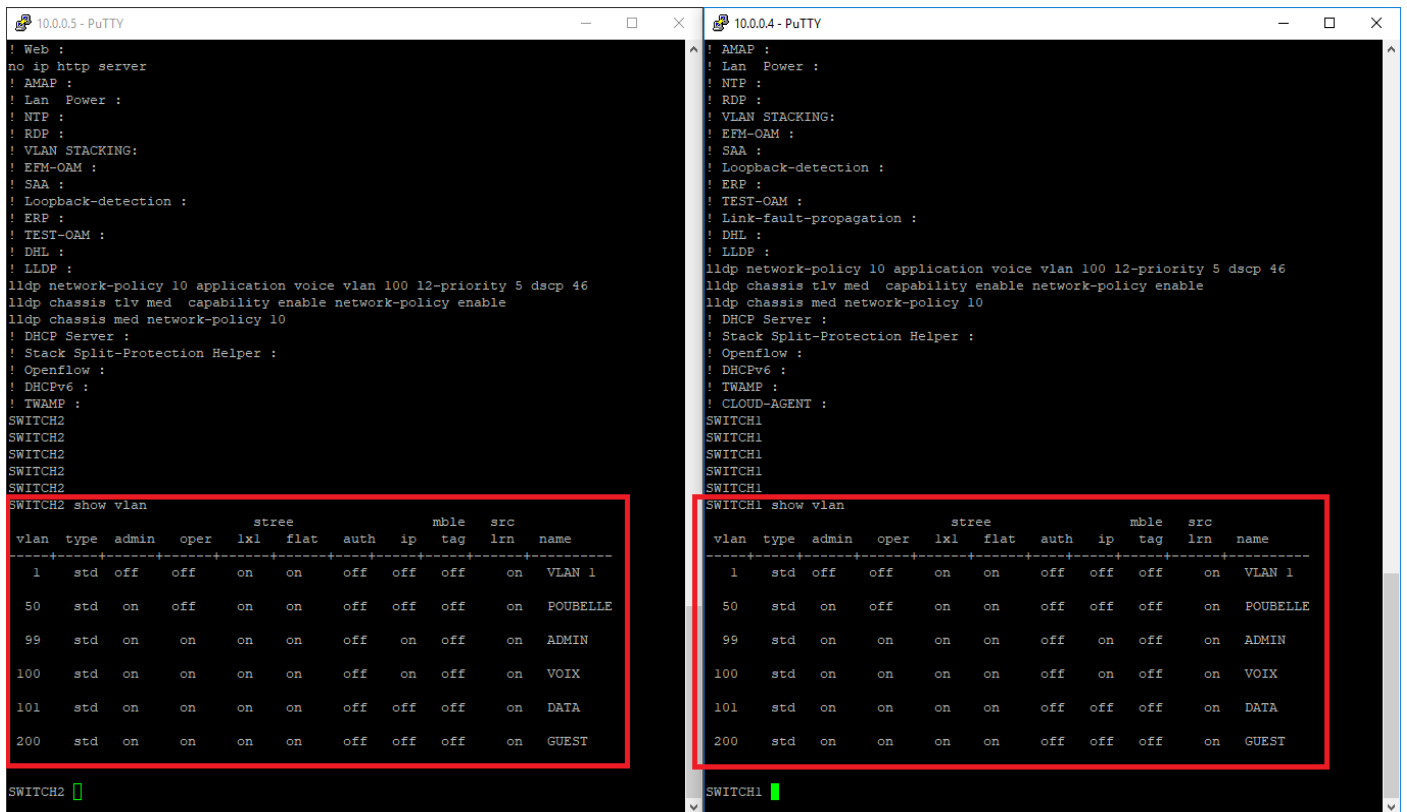 10.0.0.5 - PuTTY
! Web :
no ip http server
! AMAP :
! Lan  Power :
! NTP :
! RDP :
! VLAN STACKING:
! EFM-OAM :
! SAA :
! Loopback-detection :
! ERP :
! TEST-OAM :
! DHL :
! LLDP :
lldp network-policy 10 application voice vlan 100 l2-priority 5 dscp 46
lldp chassis tlv med  capability enable network-policy enable
lldp chassis med network-policy 10
! DHCP Server :
! Stack Split-Protection Helper :
! Openflow :
! DHCPv6 :
! TWAMP :
SWITCH2
SWITCH2
SWITCH2
SWITCH2
SWITCH2
SWITCH2 show vlan
                              stree                 mble   src
 vlan  type  admin   oper   1x1   flat   auth   ip   tag   lrn   name
-----+-----+------+------+------+------+----+-----+-----+------+----------
   1    std   off    off    on    on    off   off   off     on   VLAN 1
  50    std    on    off    on    on    off   off   off     on   POUBELLE
  99    std    on     on    on    on    off    on   off     on   ADMIN
 100    std    on     on    on    on    off    on   off     on   VOIX
 101    std    on     on    on    on    off   off   off     on   DATA
 200    std    on     on    on    on    off   off   off     on   GUEST
SWITCH2
10.0.0.4 - PuTTY
! AMAP :
! Lan  Power :
! NTP :
! RDP :
! VLAN STACKING:
! EFM-OAM :
! SAA :
! Loopback-detection :
! ERP :
! TEST-OAM :
! Link-fault-propagation :
! DHL :
! LLDP :
lldp network-policy 10 application voice vlan 100 l2-priority 5 dscp 46
lldp chassis tlv med  capability enable network-policy enable
lldp chassis med network-policy 10
! DHCP Server :
! Stack Split-Protection Helper :
! Openflow :
! DHCPv6 :
! TWAMP :
! CLOUD-AGENT :
SWITCH1
SWITCH1
SWITCH1
SWITCH1
SWITCH1
SWITCH1 show vlan
                              stree                 mble   src
 vlan  type  admin   oper   1x1   flat   auth   ip   tag   lrn   name
-----+-----+------+------+------+------+----+-----+-----+------+----------
   1    std   off    off    on    on    off   off   off     on   VLAN 1
  50    std    on    off    on    on    off   off   off     on   POUBELLE
  99    std    on     on    on    on    off    on   off     on   ADMIN
 100    std    on     on    on    on    off    on   off     on   VOIX
 101    std    on     on    on    on    off   off   off     on   DATA
 200    std    on     on    on    on    off   off   off     on   GUEST
SWITCH1